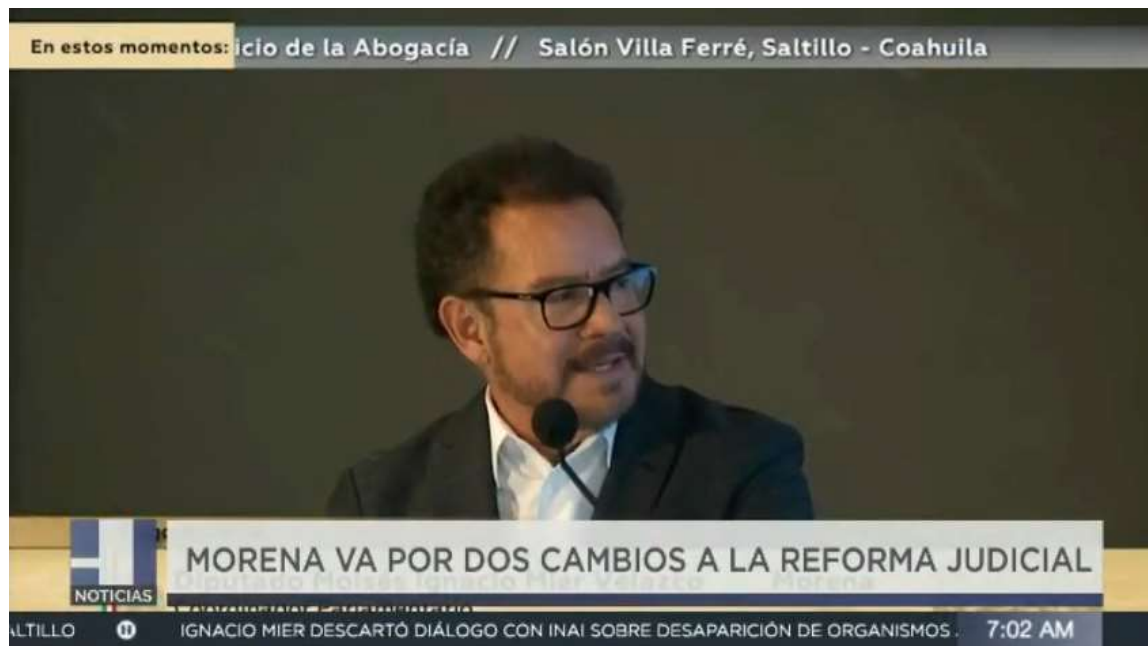 En estos momentos: icio de la Abogacía // Salón Villa Ferré, Saltillo - Coahuila
MORENA VA POR DOS CAMBIOS A LA REFORMA JUDICIAL
Diputado Moisés Ignacio Mier Velazco Morena
Coordinador Parlamentario
NOTICIAS
ALTILLO IGNACIO MIER DESCARTÓ DIÁLOGO CON INAI SOBRE DESAPARICIÓN DE ORGANISMOS . 7:02 AM